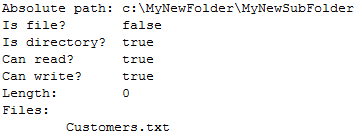 Absolute path: c:\MyNewFolder\MyNewSubFolder
Is file? false
Is directory? true
Can read? true
Can write? true
Length: 0
Files:
Customers.txt